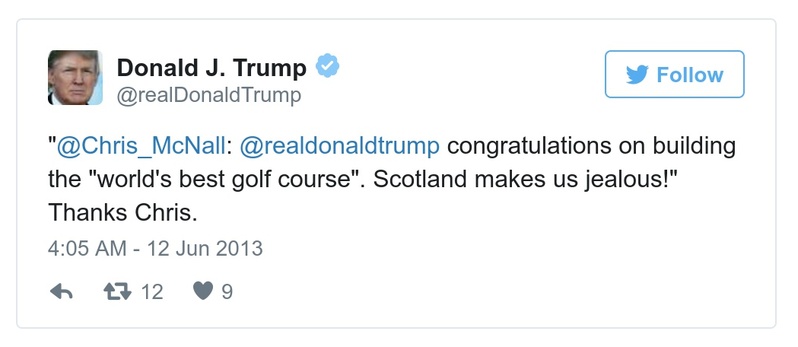 Donald J. Trump
@realDonaldTrump
Follow
"@Chris_McNall: @realdonaldtrump congratulations on building
the "world's best golf course". Scotland makes us jealous!"
Thanks Chris.
4:05 AM - 12 Jun 2013
12 9